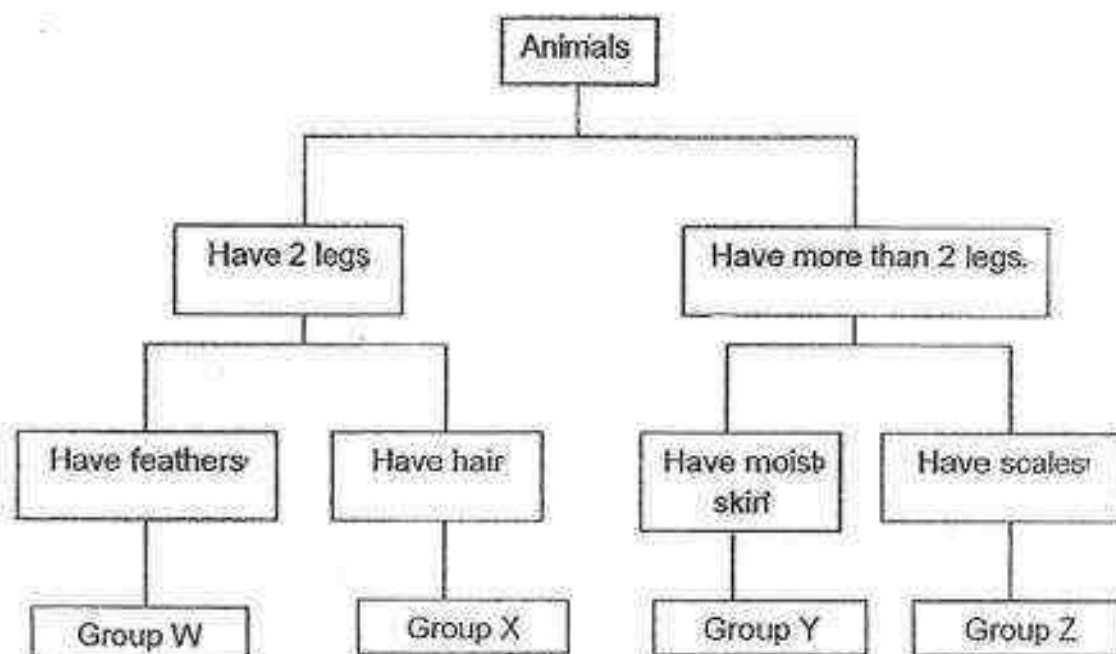 Animals
Have 2 legs
Have more than 2 legs.
Have feathers
Have hair
Have moist
skin
Have scales
Group W
Group X
Group Y
Group Z